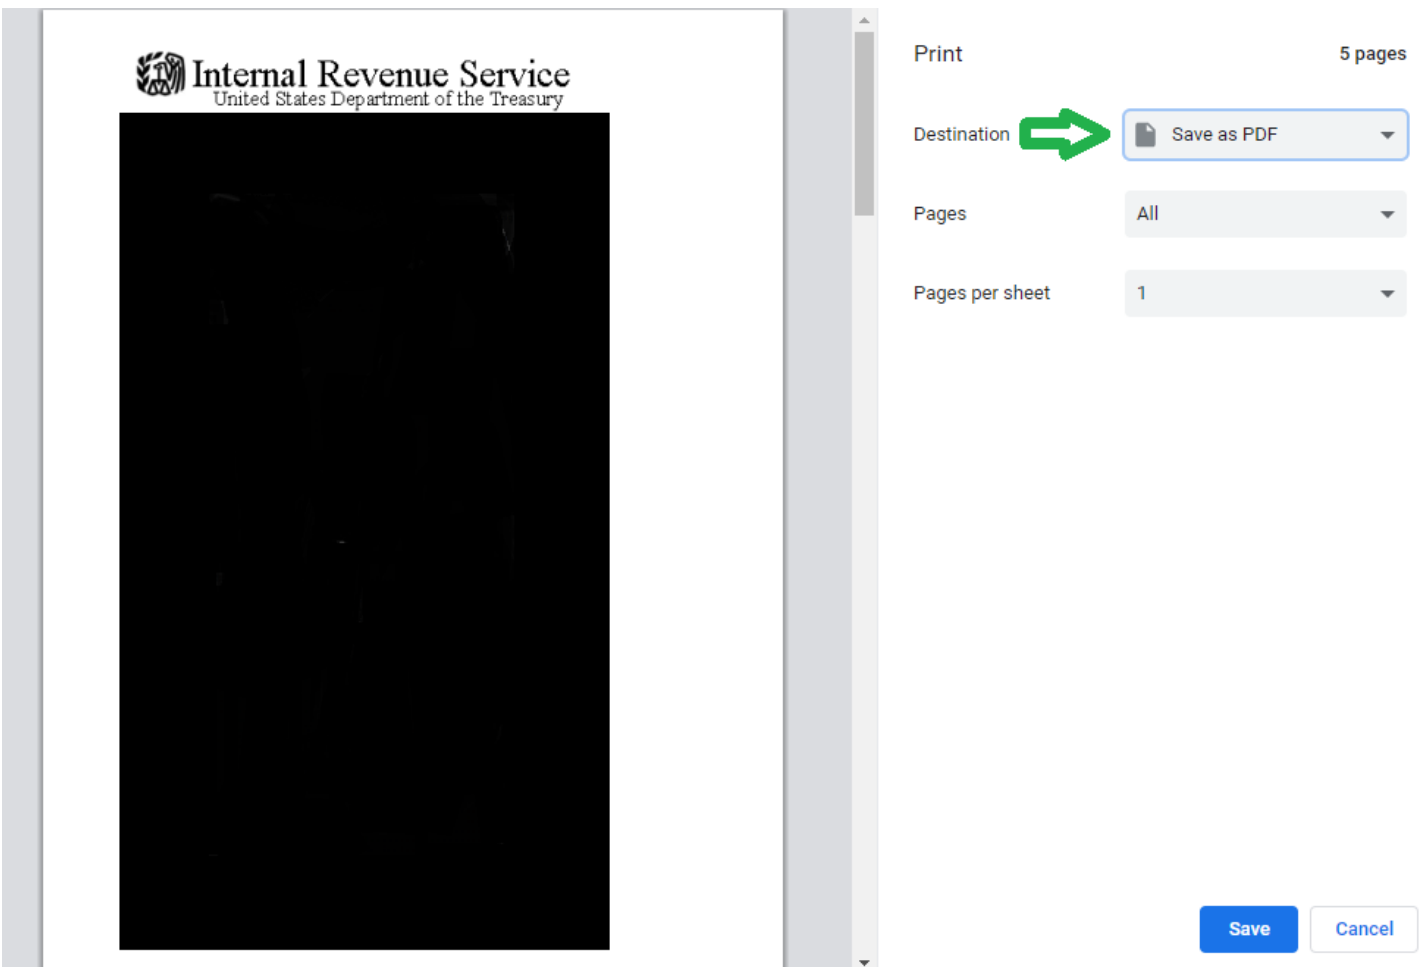 Internal Revenue Service
United States Department of the Treasury
Print
5 pages
Destination
Save as PDF
Pages
All
Pages per sheet
1
Save
Cancel